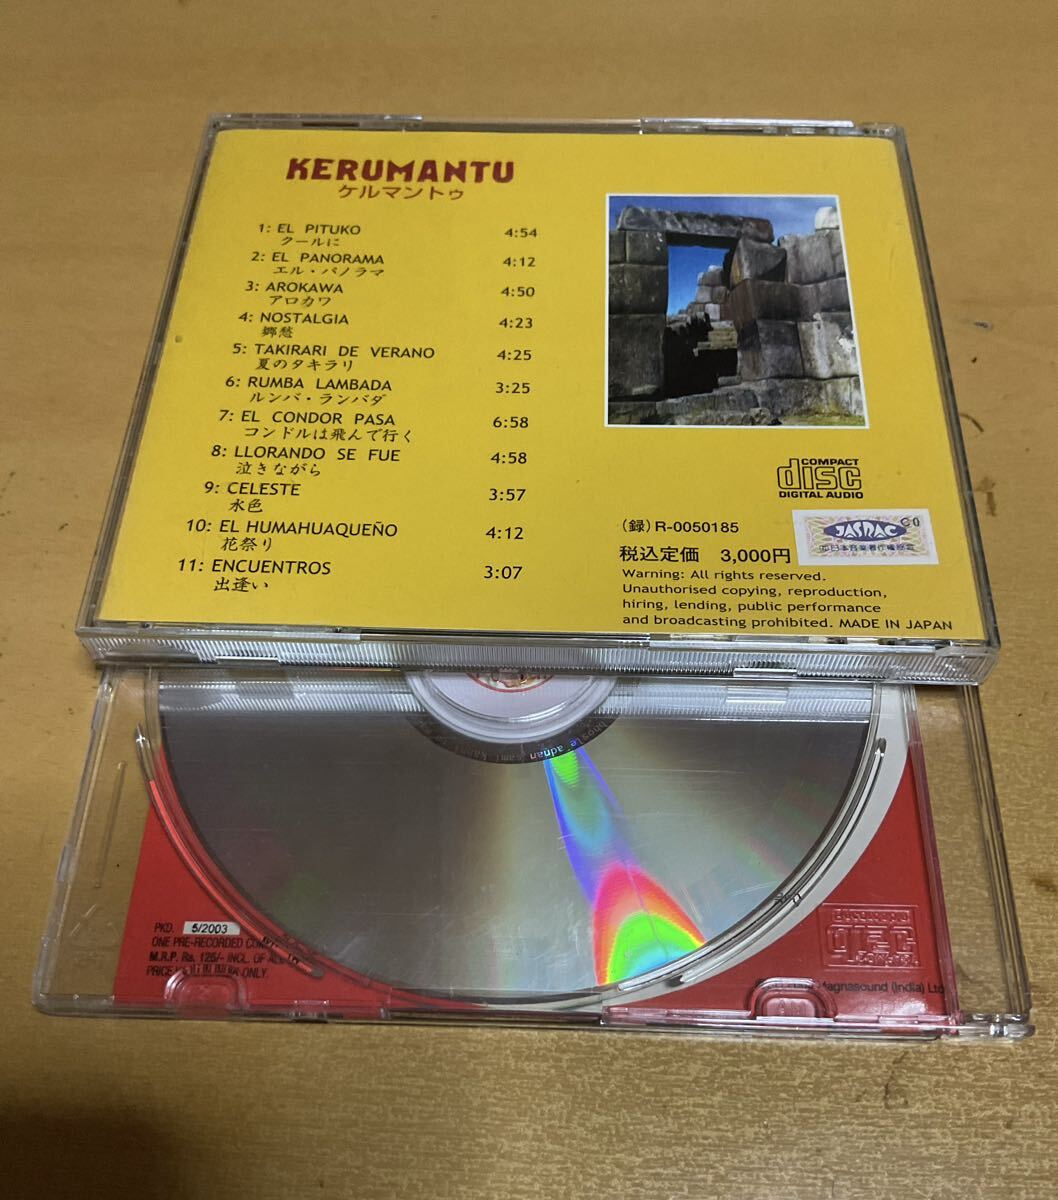 KERUMANTU
ケルマントゥ
1: EL PITUKO 4:54
クールに
2: EL PANORAMA 4:12
エル・パノラマ
3: AROKAWA 4:50
アロカワ
4: NOSTALGIA 4:23
郷愁
5: TAKIRARI DE VERANO 4:25
夏のタキラリ
6: RUMBA LAMBADA 3:25
ルンバ・ランバダ
7: EL CONDOR PASA 6:58
コンドルは飛んで行く
8: LLORANDO SE FUE 4:58
泣きながら
9: CELESTE 3:57
水色
10: EL HUMAHUAQUEÑO 4:12
花祭り
11: ENCUENTROS 3:07
出逢い
COMPACT
disc
DIGITAL AUDIO
(録) R-0050185
JASRAC
税込定価 3,000円
Warning: All rights reserved.
Unauthorised copying, reproduction,
hiring, lending, public performance
and broadcasting prohibited. MADE IN JAPAN
adnan sami
PKD. 5/2003
ONE PRE-RECORDED
M.R.P. Rs. 125/- INCL. OF ALL
PRICE ONLY.
Magnasound (India) Ltd